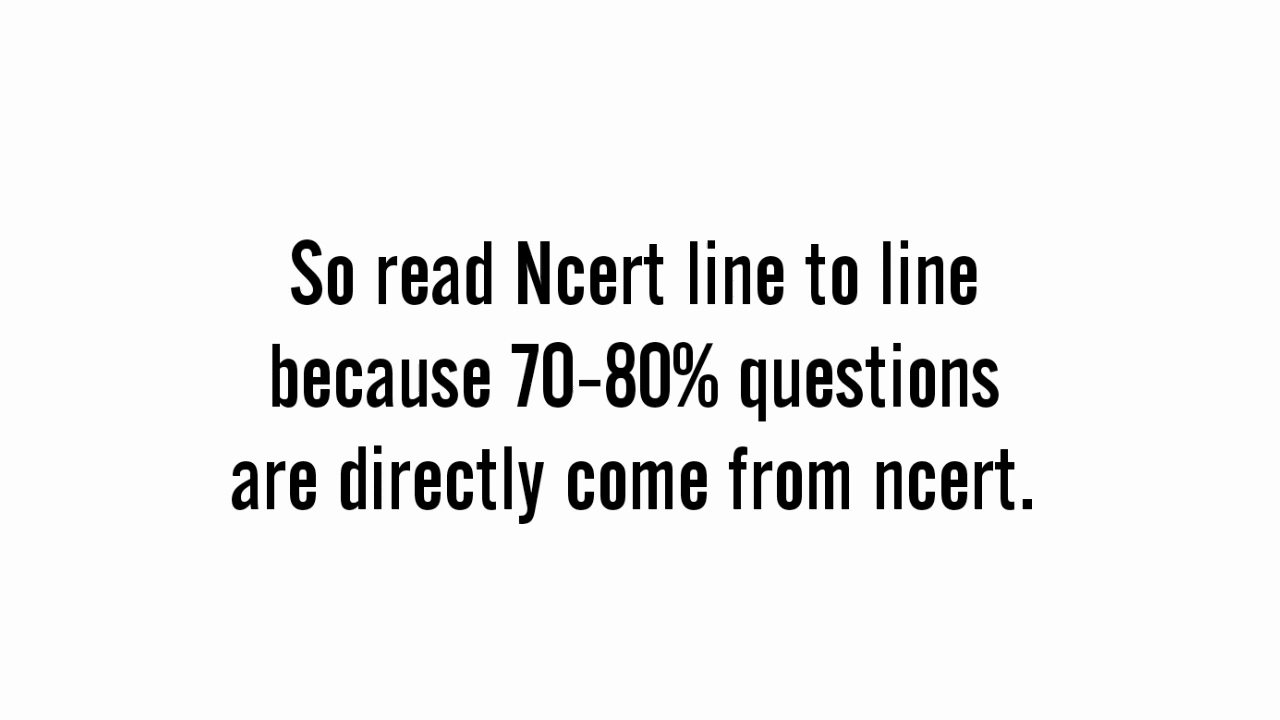 So read Ncert line to line
because 70-80% questions
are directly come from ncert.